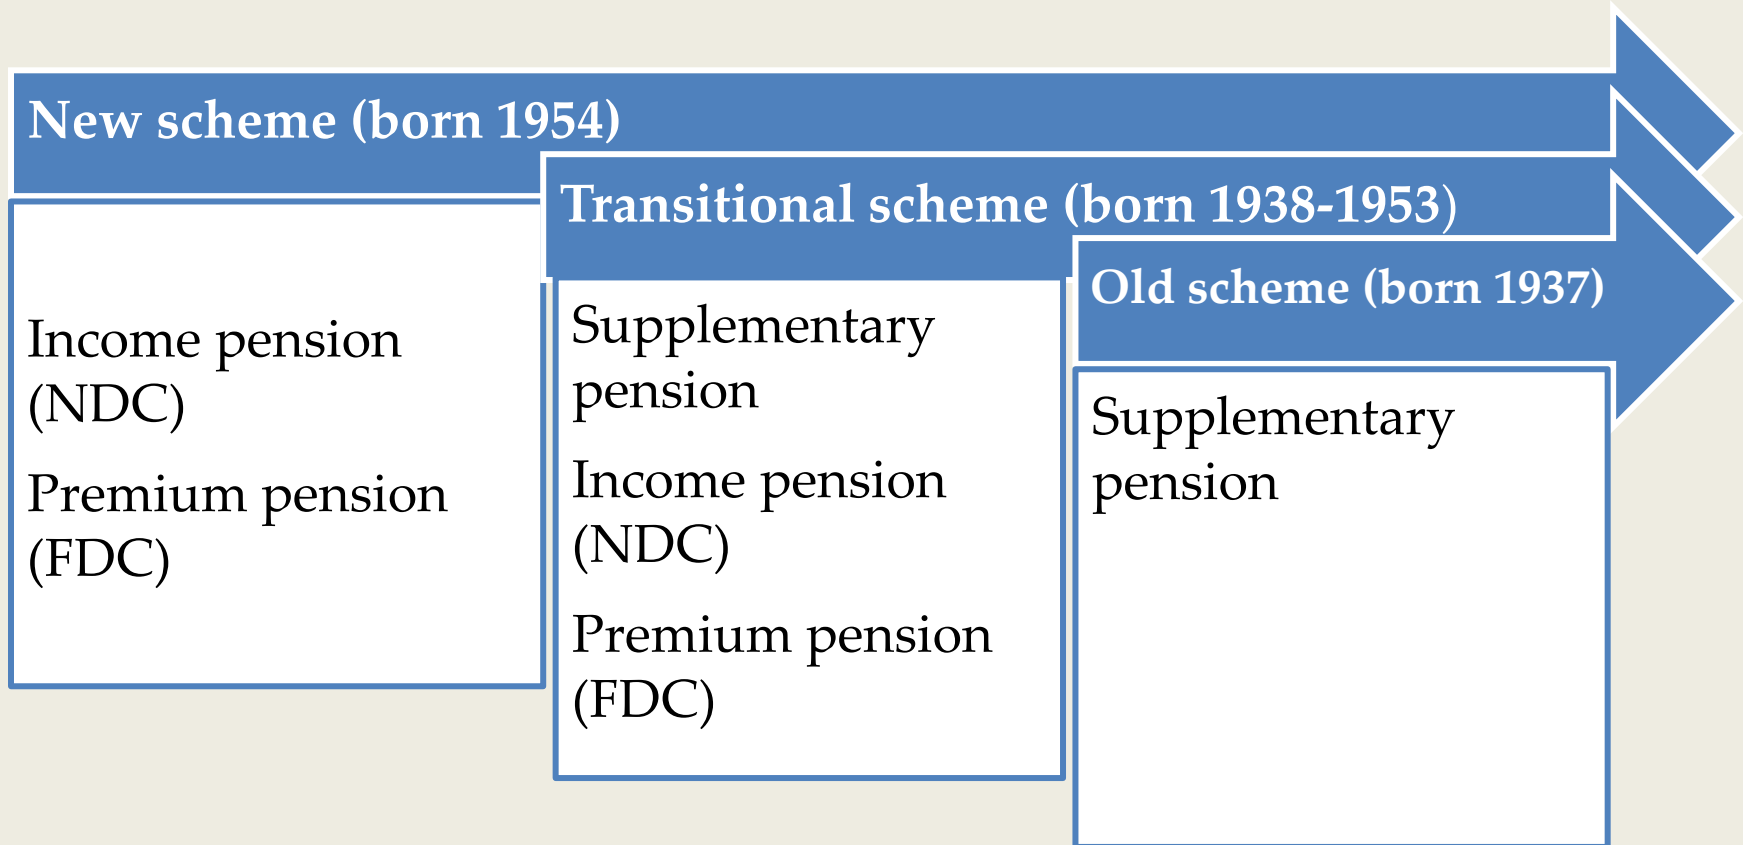 New scheme (born 1954)
Income pension
(NDC)
Premium pension
(FDC)
Transitional scheme (born 1938-1953)
Supplementary
pension
Income pension
(NDC)
Premium pension
(FDC)
Old scheme (born 1937)
Supplementary
pension